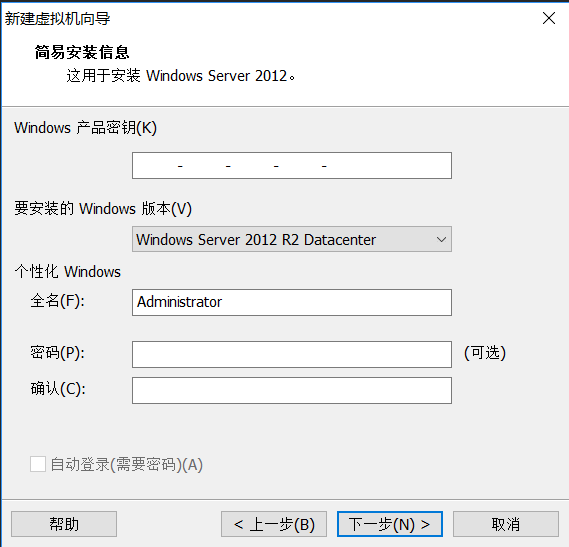 新建虚拟机向导
简易安装信息
这用于安装 Windows Server 2012。
Windows 产品密钥(K)
- - - -
要安装的 Windows 版本(V)
Windows Server 2012 R2 Datacenter
个性化 Windows
全名(F): Administrator
密码(P): (可选)
确认(C):
自动登录(需要密码)(A)
帮助 < 上一步(B) 下一步(N) > 取消